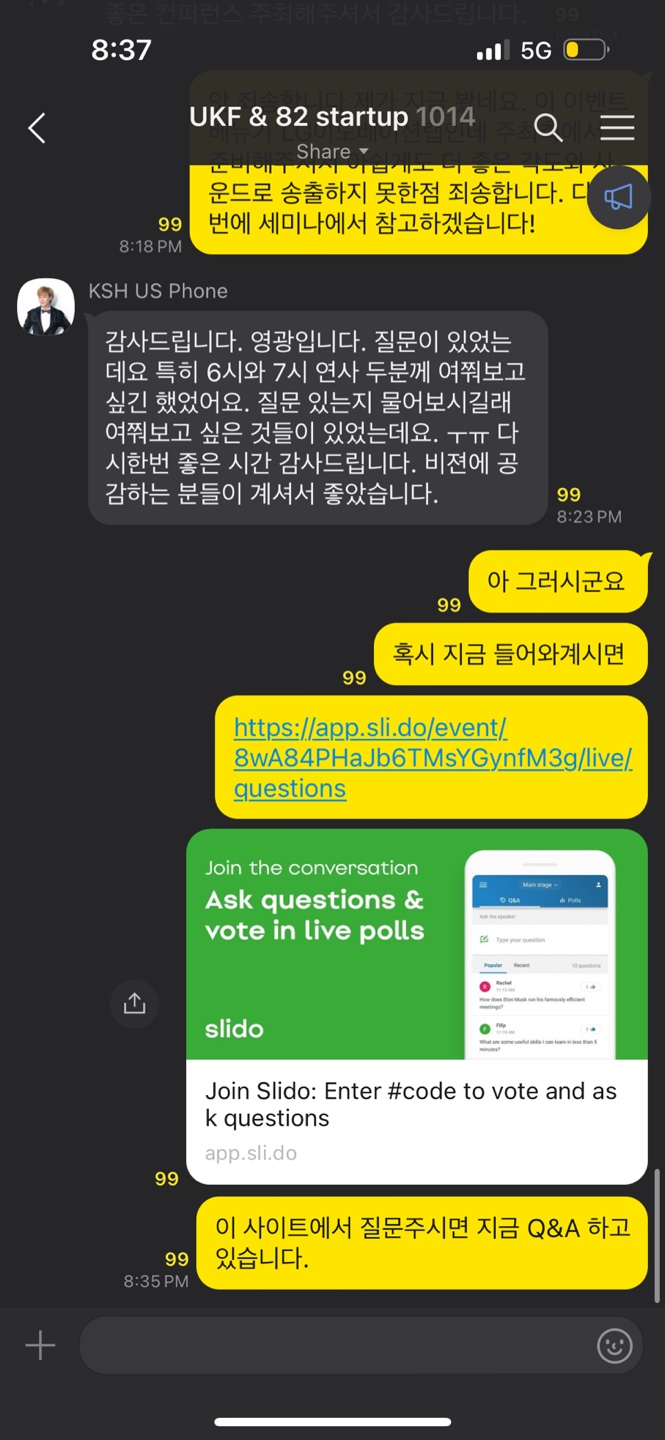 좋은 컨퍼런스 주최해주셔서 감사드립니다.
99
8:37
5G
UKF & 82 startup 1014
Share
운드로 송출하지 못한점 죄송합니다. 다
번에 세미나에서 참고하겠습니다!
99
8:18 PM
KSH US Phone
감사드립니다. 영광입니다. 질문이 있었는
데요 특히 6시와 7시 연사 두분께 여쭤보고
싶긴 했었어요. 질문 있는지 물어보시길래
여쭤보고 싶은 것들이 있었는데요. ㅜㅠ 다
시한번 좋은 시간 감사드립니다. 비젼에 공
감하는 분들이 계셔서 좋았습니다.
99
8:23 PM
아 그러시군요
99
혹시 지금 들어와계시면
99
https://app.sli.do/event/
8wA84PHaJb6TMsYGynfM3g/live/
questions
Join the conversation
Ask questions &
vote in live polls
slido
Main stage
Q&A
Polls
Ask the speaker
Type your question
Popular
Recent
10 questions
Rachel
How does Elon Musk run his famously efficient
meetings?
Filip
What are some useful skills I can learn in less than 5
minutes?
Join Slido: Enter #code to vote and as
k questions
app.sli.do
99
이 사이트에서 질문주시면 지금 Q&A 하고
있습니다.
99
8:35 PM